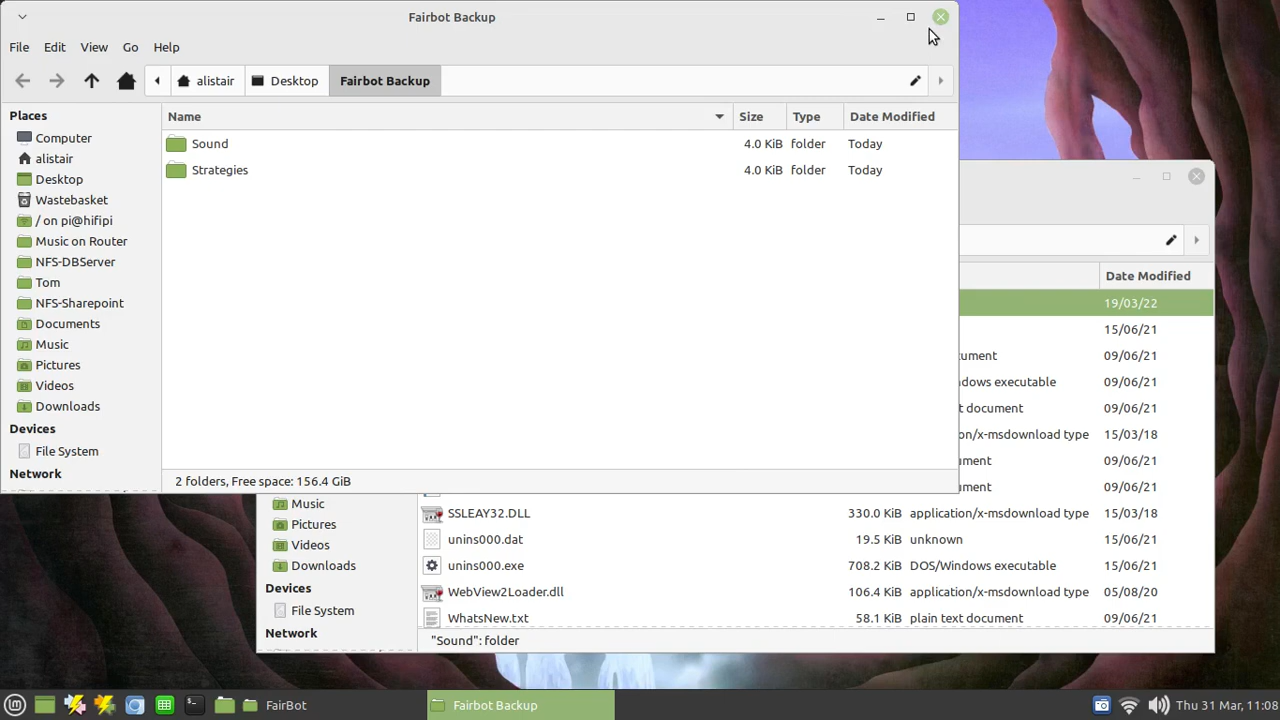 Fairbot Backup
File Edit View Go Help
alistair Desktop Fairbot Backup
Places
Computer
alistair
Desktop
Wastebasket
/ on pi@hifipi
Music on Router
NFS-DBServer
Tom
NFS-Sharepoint
Documents
Music
Pictures
Videos
Downloads
Devices
File System
Network
Name Size Type Date Modified
Sound 4.0 KiB folder Today
Strategies 4.0 KiB folder Today
2 folders, Free space: 156.4 GiB
Date Modified
19/03/22
15/06/21
ument 09/06/21
dows executable 09/06/21
t document 09/06/21
on/x-msdownload type 15/03/18
ument 09/06/21
ument 09/06/21
SSLEAY32.DLL 330.0 KiB application/x-msdownload type 15/03/18
unins000.dat 19.5 KiB unknown 15/06/21
unins000.exe 708.2 KiB DOS/Windows executable 15/06/21
WebView2Loader.dll 106.4 KiB application/x-msdownload type 05/08/20
WhatsNew.txt 58.1 KiB plain text document 09/06/21
Music
Pictures
Videos
Downloads
Devices
File System
Network
"Sound": folder
FairBot Fairbot Backup Thu 31 Mar, 11:08